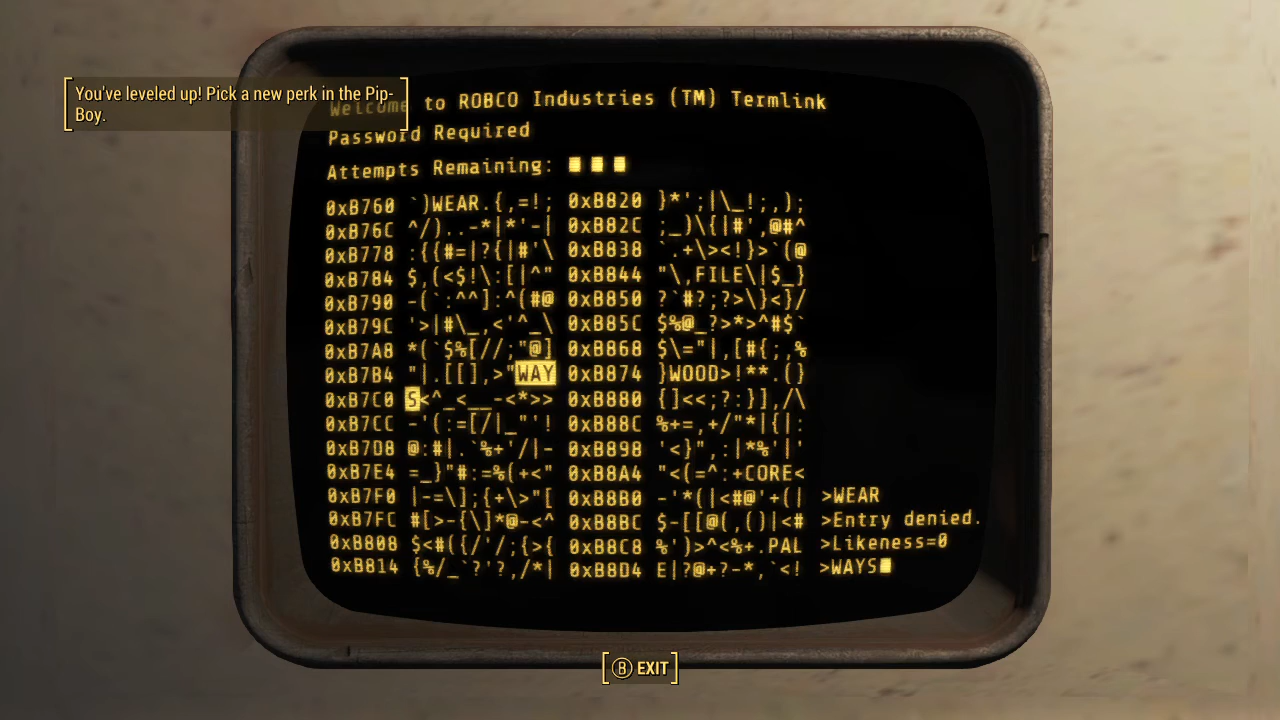 You've leveled up! Pick a new perk in the Pip-
Boy.
Welcome to ROBCO Industries (TM) Termlink
Password Required
Attempts Remaining: ■ ■ ■
0xB760 `)WEAR.{,=!; 0xB820 }*';|\_!;,);
0xB76C ^/)..-*|*'-| 0xB82C ;_)\{|#',@#^
0xB778 :{{#=|?{|#'\ 0xB838 `.+\><!}>`(@
0xB784 $,(<$!\:[|^" 0xB844 "\,FILE\|$_}
0xB790 -(`:^^]:^(#@ 0xB850 ?`#?;?>\}<}/
0xB79C '>|#\_,<'^_\ 0xB85C $%@_?>*>^#$`
0xB7A8 *(`$%[//;"@] 0xB868 $\="|,[#{;,%
0xB7B4 "|.[[],>"WAY 0xB874 }WOOD>!**.(}
0xB7C0 S<^_<__-<*>> 0xB880 {]<<;?:}],/\
0xB7CC -'(:=[/|_"'! 0xB88C %+=,+/"*|{|:
0xB7D8 @:#|.`%+'/|- 0xB898 '<}",:|*%'|'
0xB7E4 =_}"#:=%(+<" 0xB8A4 "<(=^:+CORE<
0xB7F0 |-=\];{+\>"[ 0xB8B0 -'*(|<#@'+(| >WEAR
0xB7FC #[>-{\]*@-<^ 0xB8BC $-[[@(,()|<# >Entry denied.
0xB808 $<#({/'/;{>{ 0xB8C8 %')>^<%+.PAL >Likeness=0
0xB814 {%/_`?'?,/*| 0xB8D4 E|?@+?-*,`<! >WAYS■
B EXIT